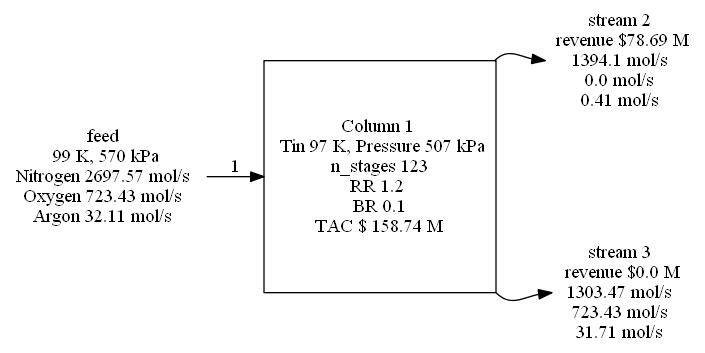 feed
99 K, 570 kPa
Nitrogen 2697.57 mol/s
Oxygen 723.43 mol/s
Argon 32.11 mol/s
1
Column 1
Tin 97 K, Pressure 507 kPa
n_stages 123
RR 1.2
BR 0.1
TAC $ 158.74 M
stream 2
revenue $78.69 M
1394.1 mol/s
0.0 mol/s
0.41 mol/s
stream 3
revenue $0.0 M
1303.47 mol/s
723.43 mol/s
31.71 mol/s